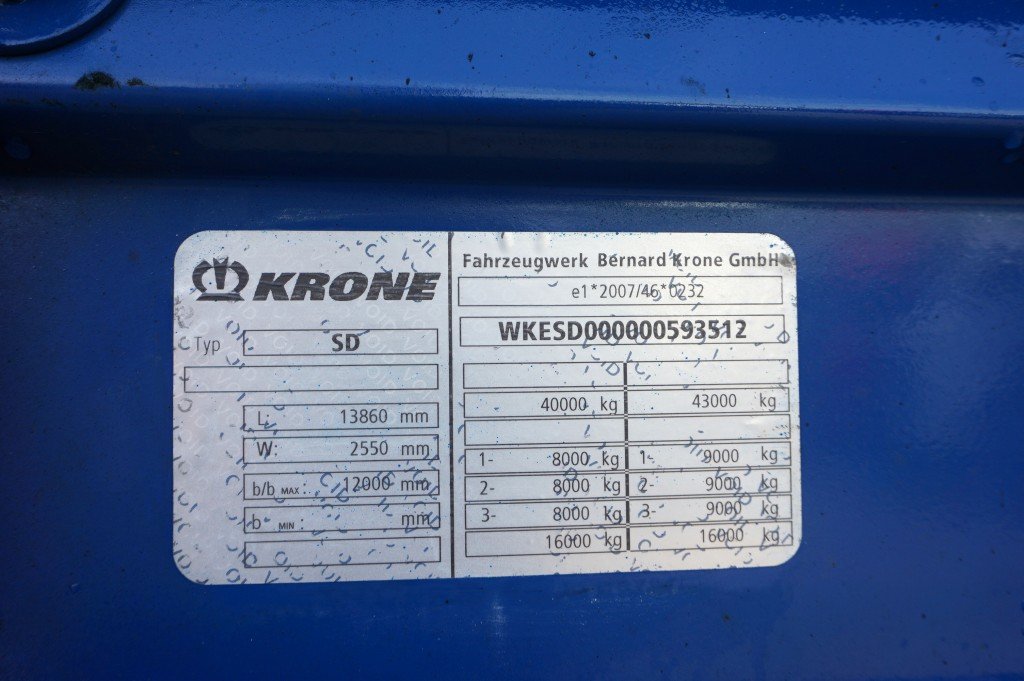 KRONE
Typ SD
L: 13860 mm
W: 2550 mm
b/b MAX.: 12000 mm
b MIN : mm
Fahrzeugwerk Bernard Krone GmbH
e1*2007/46*0232
WKESD000000593512
40000 kg 43000 kg
1- 8000 kg 1- 9000 kg
2- 8000 kg 2- 9000 kg
3- 8000 kg 3- 9000 kg
16000 kg 16000 kg